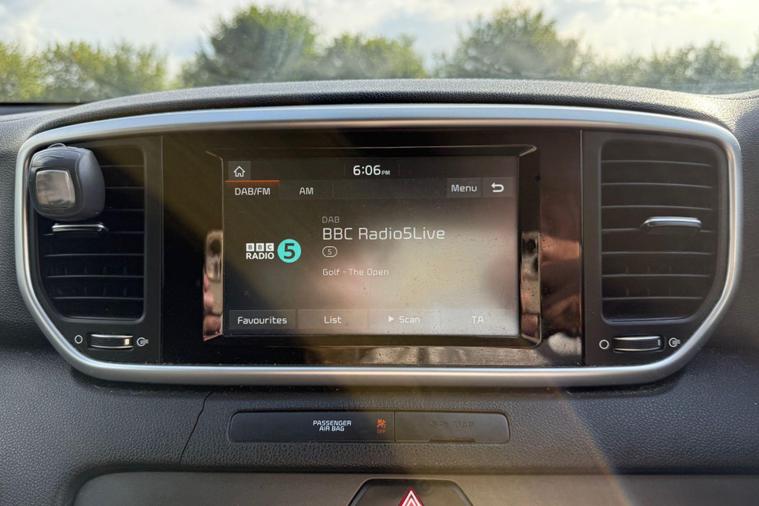 6:06PM
DAB/FM AM Menu
DAB
BBC Radio5Live
5
BBC
RADIO 5
Golf - The Open
Favourites List Scan TA
PASSENGER
AIR BAG
OFF